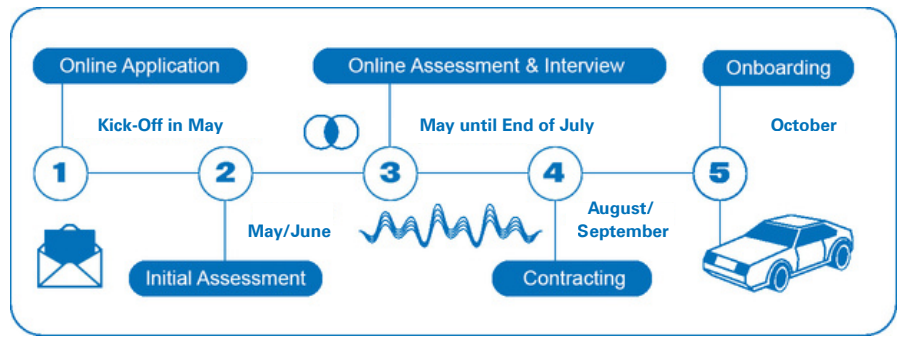 Online Application
Online Assessment & Interview
Onboarding
Kick-Off in May
May until End of July
October
1
2
3
4
5
May/June
August/
September
Initial Assessment
Contracting